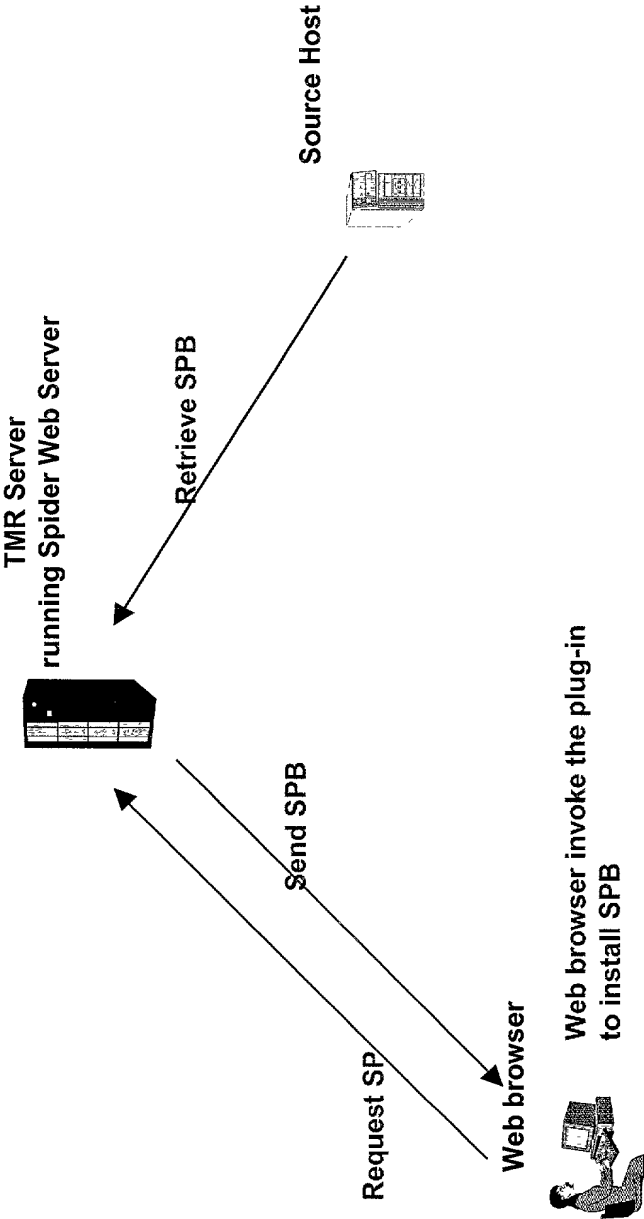 TMR Server
running Spider Web Server
Source Host
Retrieve SPB
Send SPB
Request SP
Web browser
Web browser invoke the plug-in
to install SPB